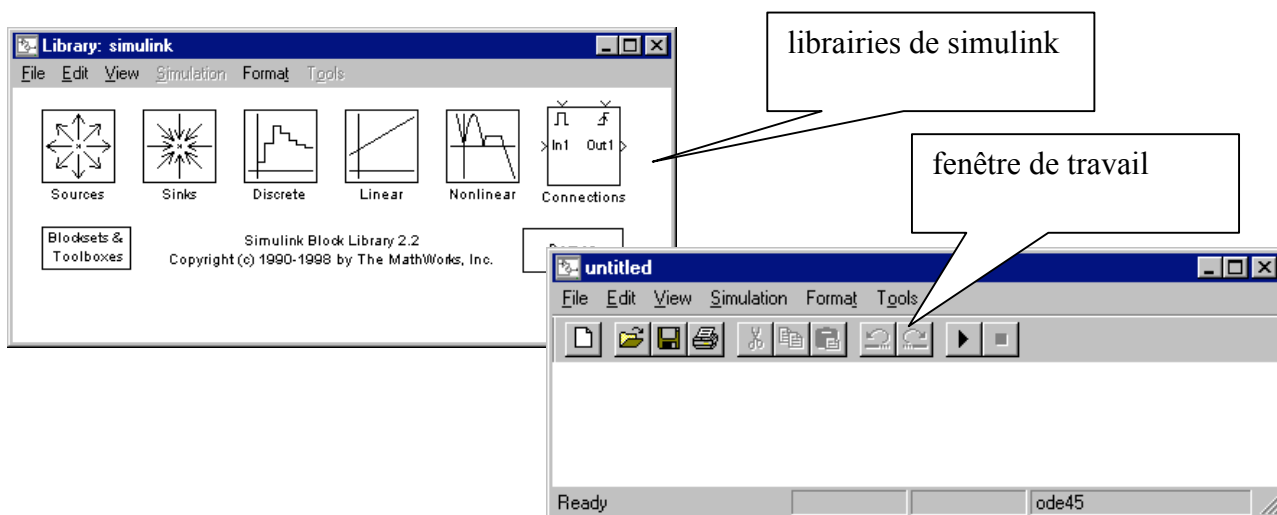 Library: simulink
File Edit View Simulation Format Tools
In1 Out1
Sources Sinks Discrete Linear Nonlinear Connections
Blocksets &
Toolboxes
Simulink Block Library 2.2
Copyright (c) 1990-1998 by The MathWorks, Inc.
librairies de simulink
fenêtre de travail
untitled
File Edit View Simulation Format Tools
Ready ode45